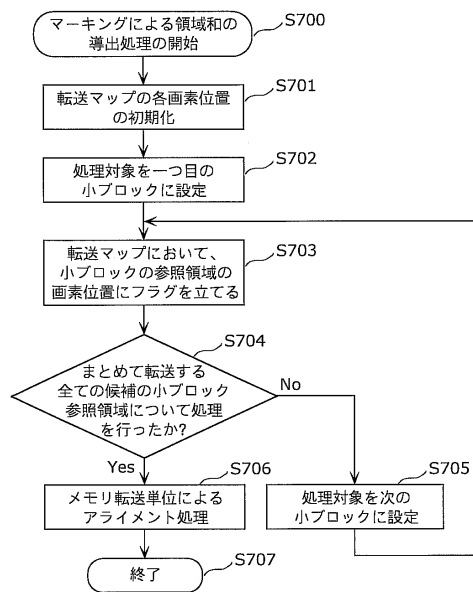 マーキングによる領域和の
導出処理の開始
S700
転送マップの各画素位置
の初期化
S701
処理対象を一つ目の
小ブロックに設定
S702
転送マップにおいて、
小ブロックの参照領域の
画素位置にフラグを立てる
S703
まとめて転送する
全ての候補の小ブロック
参照領域について処理
を行ったか?
S704
No
Yes
処理対象を次の
小ブロックに設定
S705
メモリ転送単位による
アライメント処理
S706
終了
S707